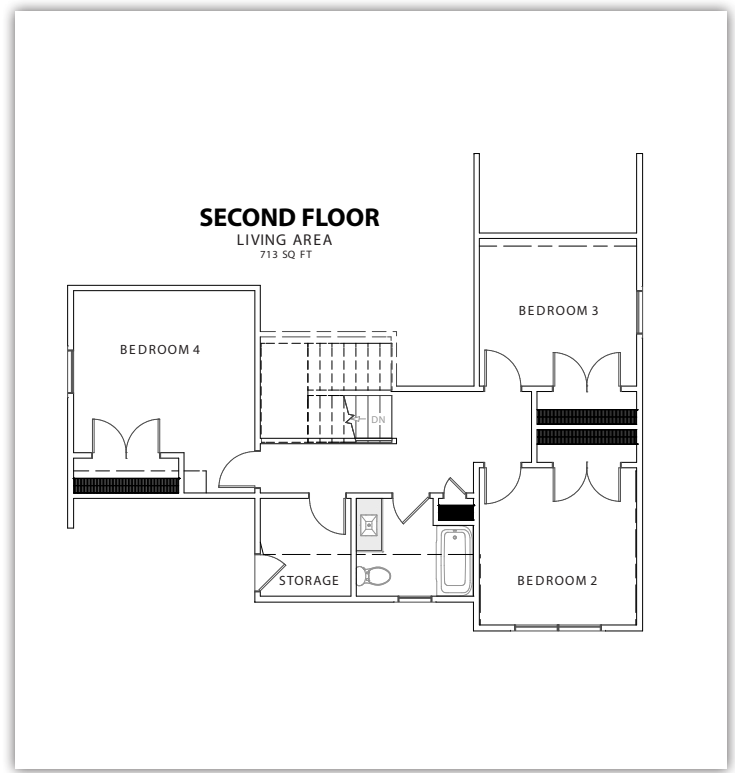 SECOND FLOOR
LIVING AREA
713 SQ FT
BEDROOM 3
BEDROOM 4
DN
STORAGE
BEDROOM 2